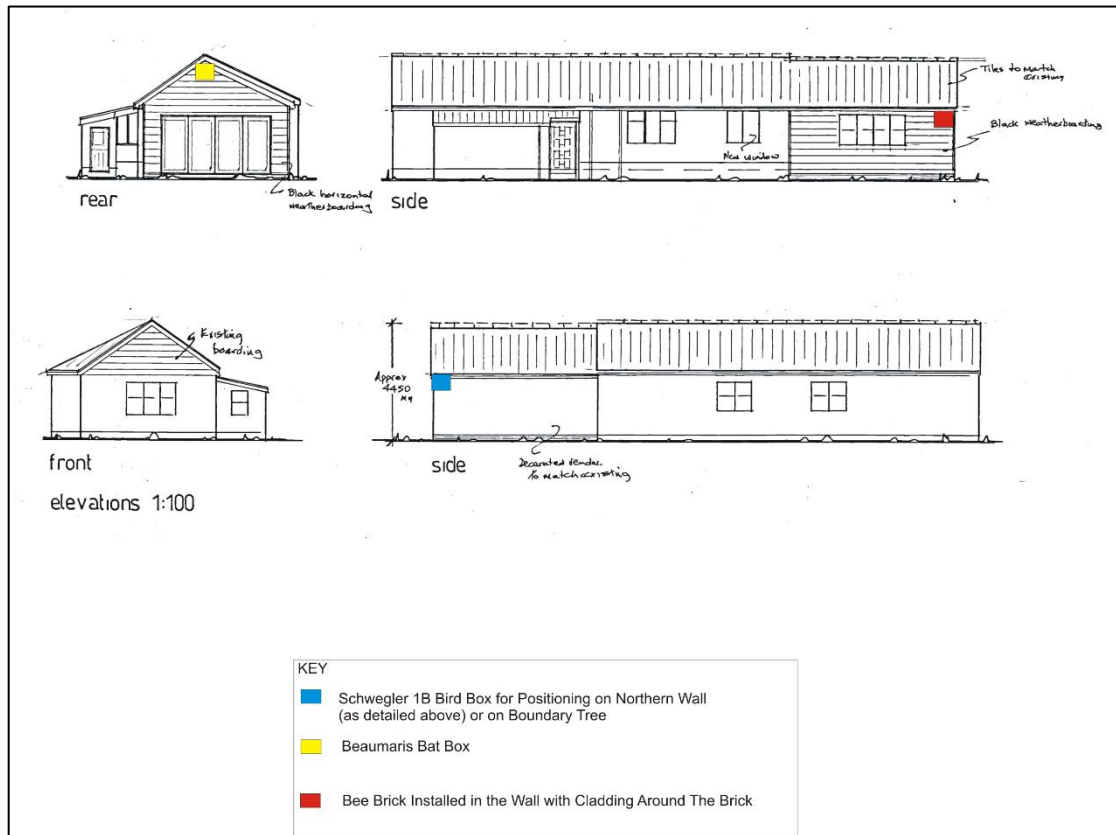 Tiles to Match
Existing
Black Weatherboarding
New window
rear
Black horizontal
weatherboarding
side
Existing
boarding
Approx
4450
MM
front
side
Decorated render
To Match existing
elevations 1:100
KEY
Schwegler 1B Bird Box for Positioning on Northern Wall
(as detailed above) or on Boundary Tree
Beaumaris Bat Box
Bee Brick Installed in the Wall with Cladding Around The Brick